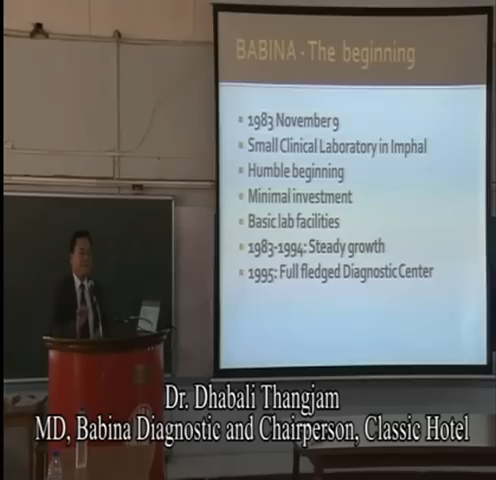 BABINA - The beginning
1983 November 9
Small Clinical Laboratory in Imphal
Humble beginning
Minimal investment
Basic lab facilities
1983-1994: Steady growth
1995: Full fledged Diagnostic Center
Dr. Dhabali Thangjam
MD, Babina Diagnostic and Chairperson, Classic Hotel